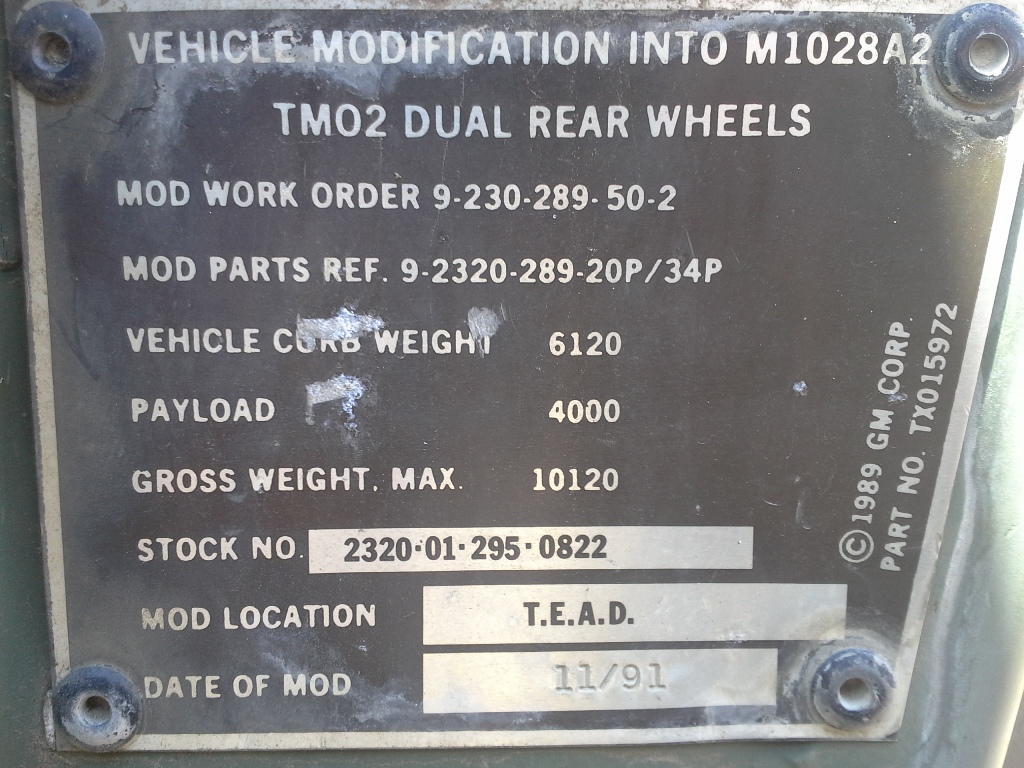 VEHICLE MODIFICATION INTO M1028A2
TM02 DUAL REAR WHEELS
MOD WORK ORDER 9-230-289-50-2
MOD PARTS REF. 9-2320-289-20P/34P
VEHICLE CURB WEIGHT 6120
PAYLOAD 4000
GROSS WEIGHT, MAX. 10120
STOCK NO. 2320·01·295·0822
MOD LOCATION T.E.A.D.
DATE OF MOD 11/91
©1989 GM CORP.
PART NO. TX015972